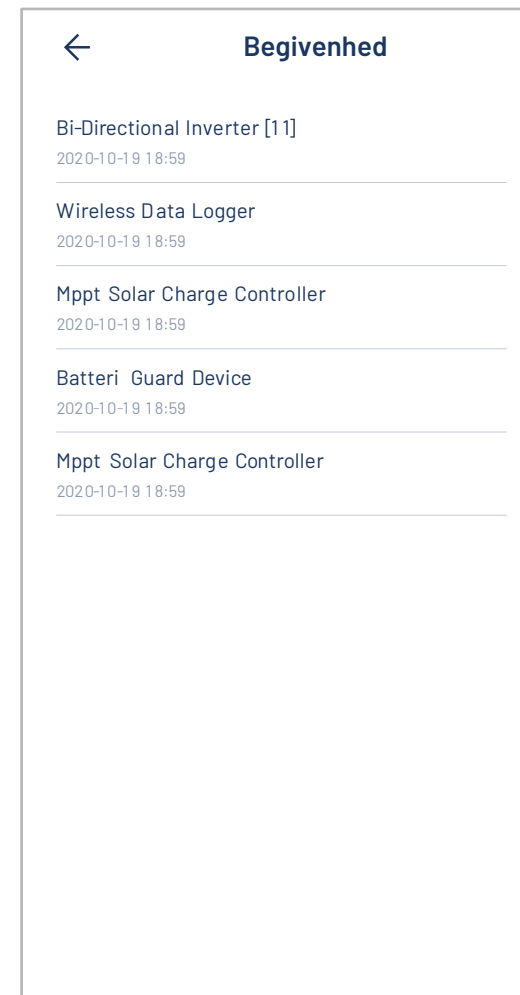 Begivenhed
Bi-Directional Inverter [11]
2020-10-19 18:59
Wireless Data Logger
2020-10-19 18:59
Mppt Solar Charge Controller
2020-10-19 18:59
Batteri Guard Device
2020-10-19 18:59
Mppt Solar Charge Controller
2020-10-19 18:59